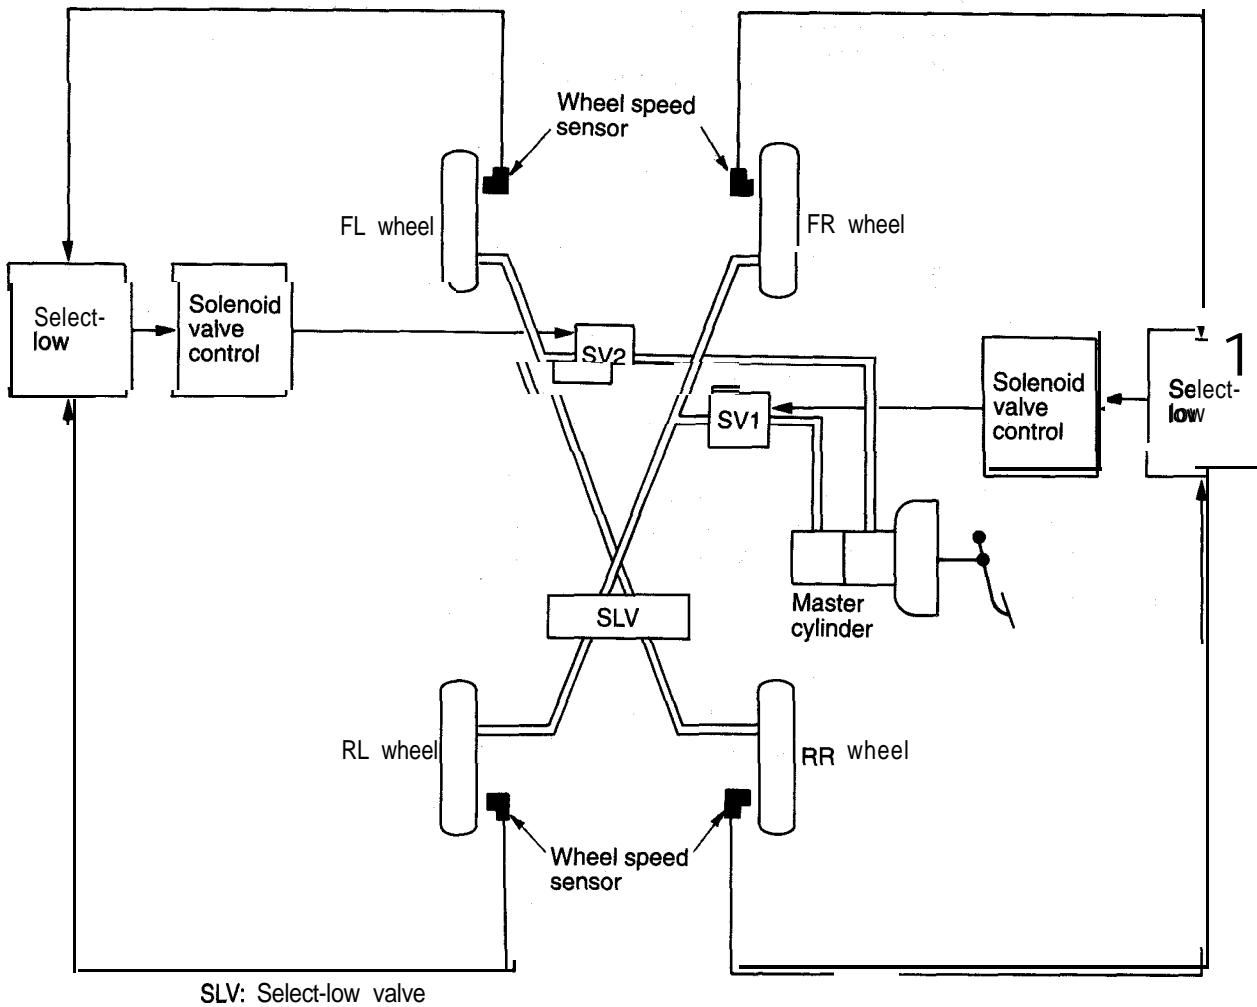 Wheel speed
sensor
FL wheel
FR wheel
Select-
low
Solenoid
valve
control
SV2
SV1
Solenoid
valve
control
Select-
low
1
Master
cylinder
SLV
RL wheel
RR wheel
Wheel speed
sensor
SLV: Select-low valve